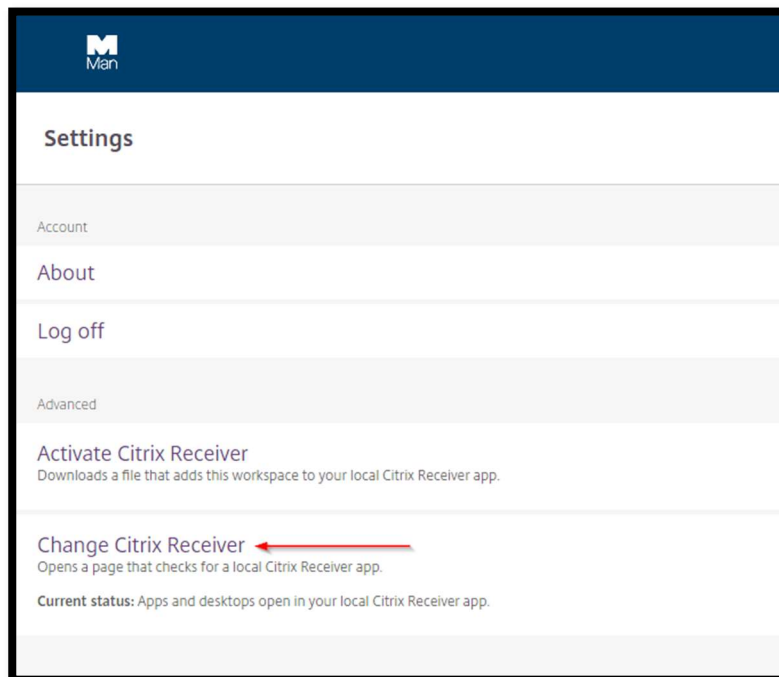 M
Man
Settings
Account
About
Log off
Advanced
Activate Citrix Receiver
Downloads a file that adds this workspace to your local Citrix Receiver app.
Change Citrix Receiver
Opens a page that checks for a local Citrix Receiver app.
Current status: Apps and desktops open in your local Citrix Receiver app.